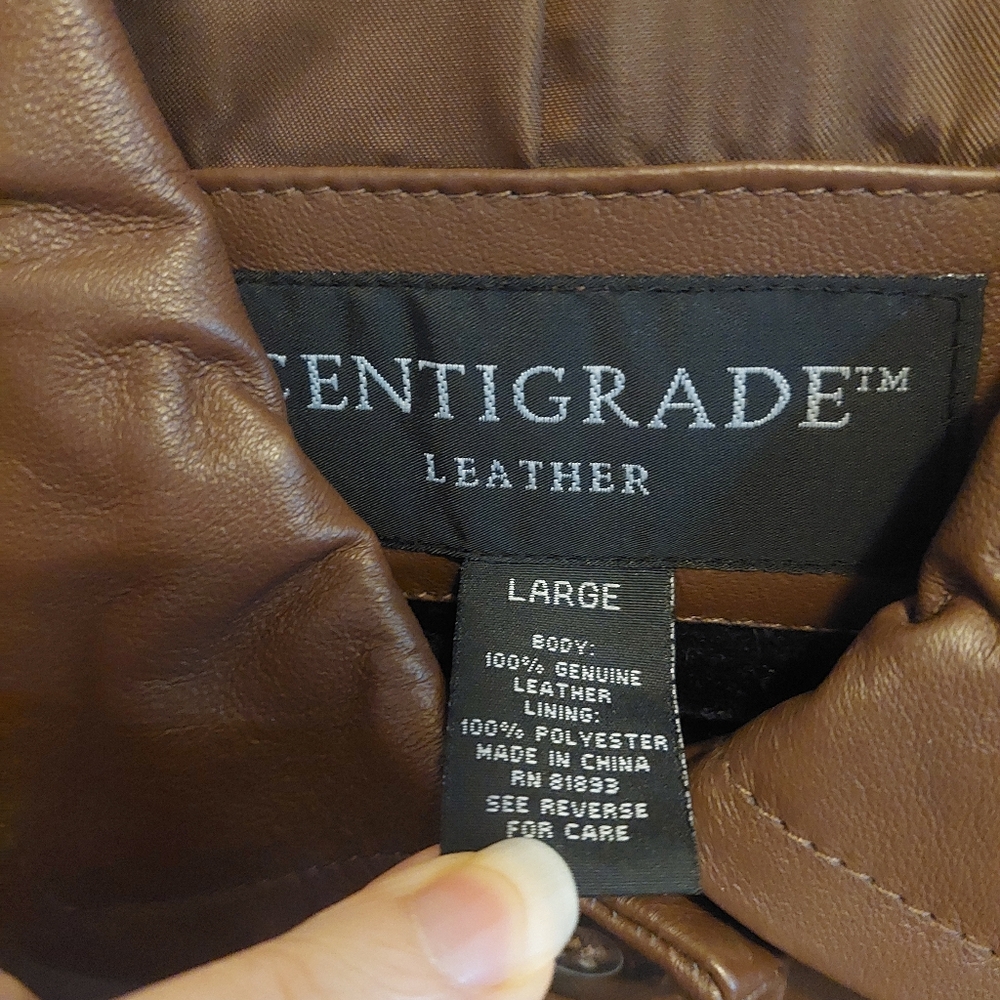 CENTIGRADE™
LEATHER
LARGE
BODY:
100% GENUINE
LEATHER
LINING:
100% POLYESTER
MADE IN CHINA
RN 81893
SEE REVERSE
FOR CARE